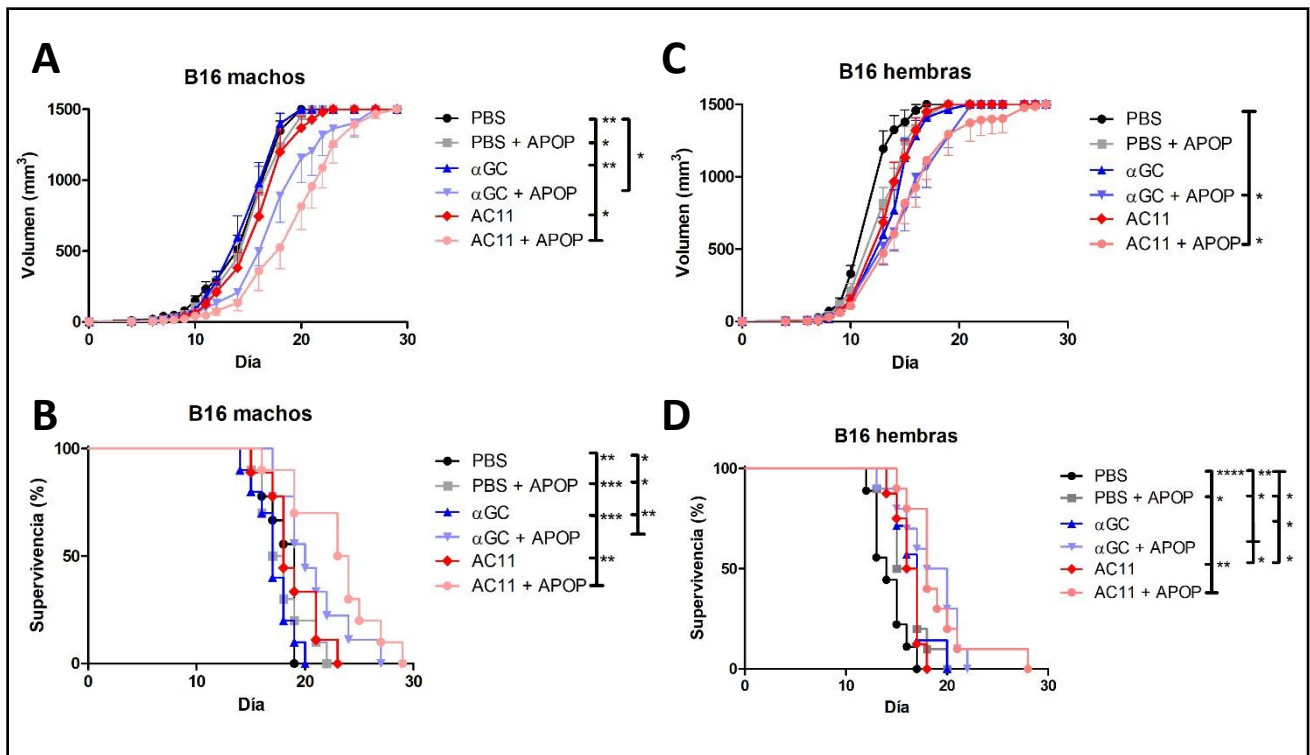 A
B16 machos
Volumen (mm³)
1500
1000
500
0
0 10 20 30
Día
PBS **
PBS + APOP *
αGC **
αGC + APOP
AC11 *
AC11 + APOP
*
C
B16 hembras
Volumen (mm³)
1500
1000
500
0
0 10 20 30
Día
PBS
PBS + APOP
αGC
αGC + APOP *
AC11
AC11 + APOP *
B
B16 machos
Supervivencia (%)
100
50
0
0 10 20 30
Día
PBS ** *
PBS + APOP *** *
αGC *** **
αGC + APOP
AC11 **
AC11 + APOP
D
B16 hembras
Supervivencia (%)
100
50
0
0 10 20 30
Día
PBS **** **
PBS + APOP * * *
αGC *
αGC + APOP
AC11 ** * *
AC11 + APOP